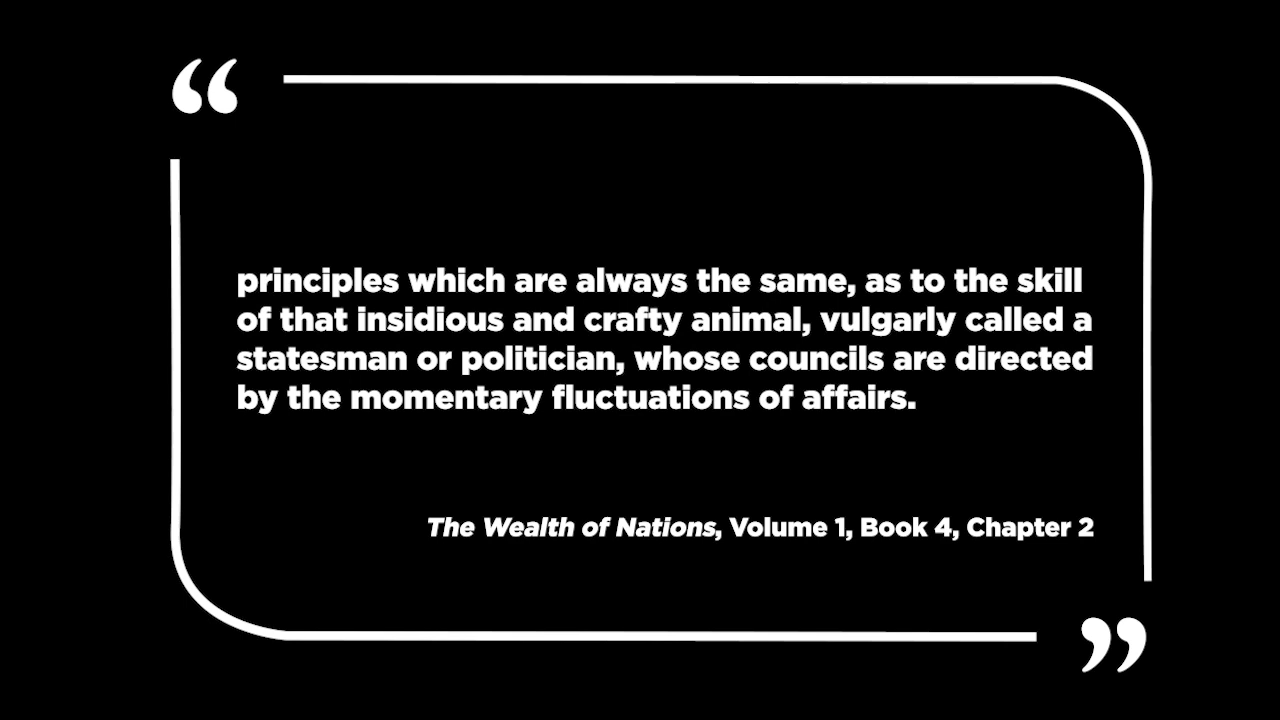 “
principles which are always the same, as to the skill
of that insidious and crafty animal, vulgarly called a
statesman or politician, whose councils are directed
by the momentary fluctuations of affairs.
The Wealth of Nations, Volume 1, Book 4, Chapter 2
”